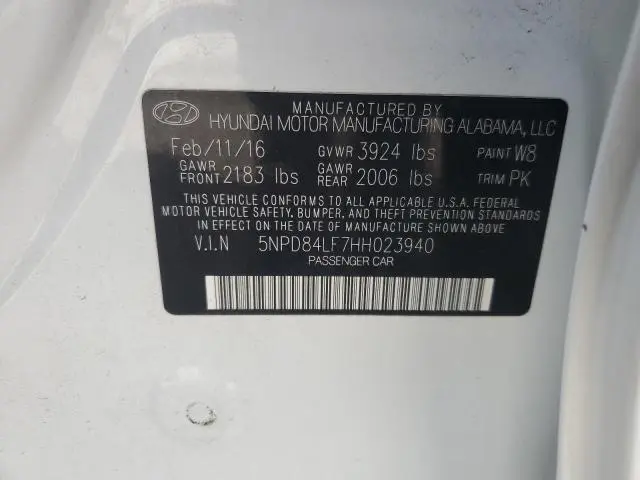 MANUFACTURED BY
HYUNDAI MOTOR MANUFACTURING ALABAMA, LLC
Feb/11/16 GVWR 3924 lbs PAINT W8
GAWR FRONT 2183 lbs GAWR REAR 2006 lbs TRIM PK
THIS VEHICLE CONFORMS TO ALL APPLICABLE U.S.A. FEDERAL
MOTOR VEHICLE SAFETY, BUMPER, AND THEFT PREVENTION STANDARDS
IN EFFECT ON THE DATE OF MANUFACTURE SHOWN ABOVE.
V.I.N 5NPD84LF7HH023940
PASSENGER CAR